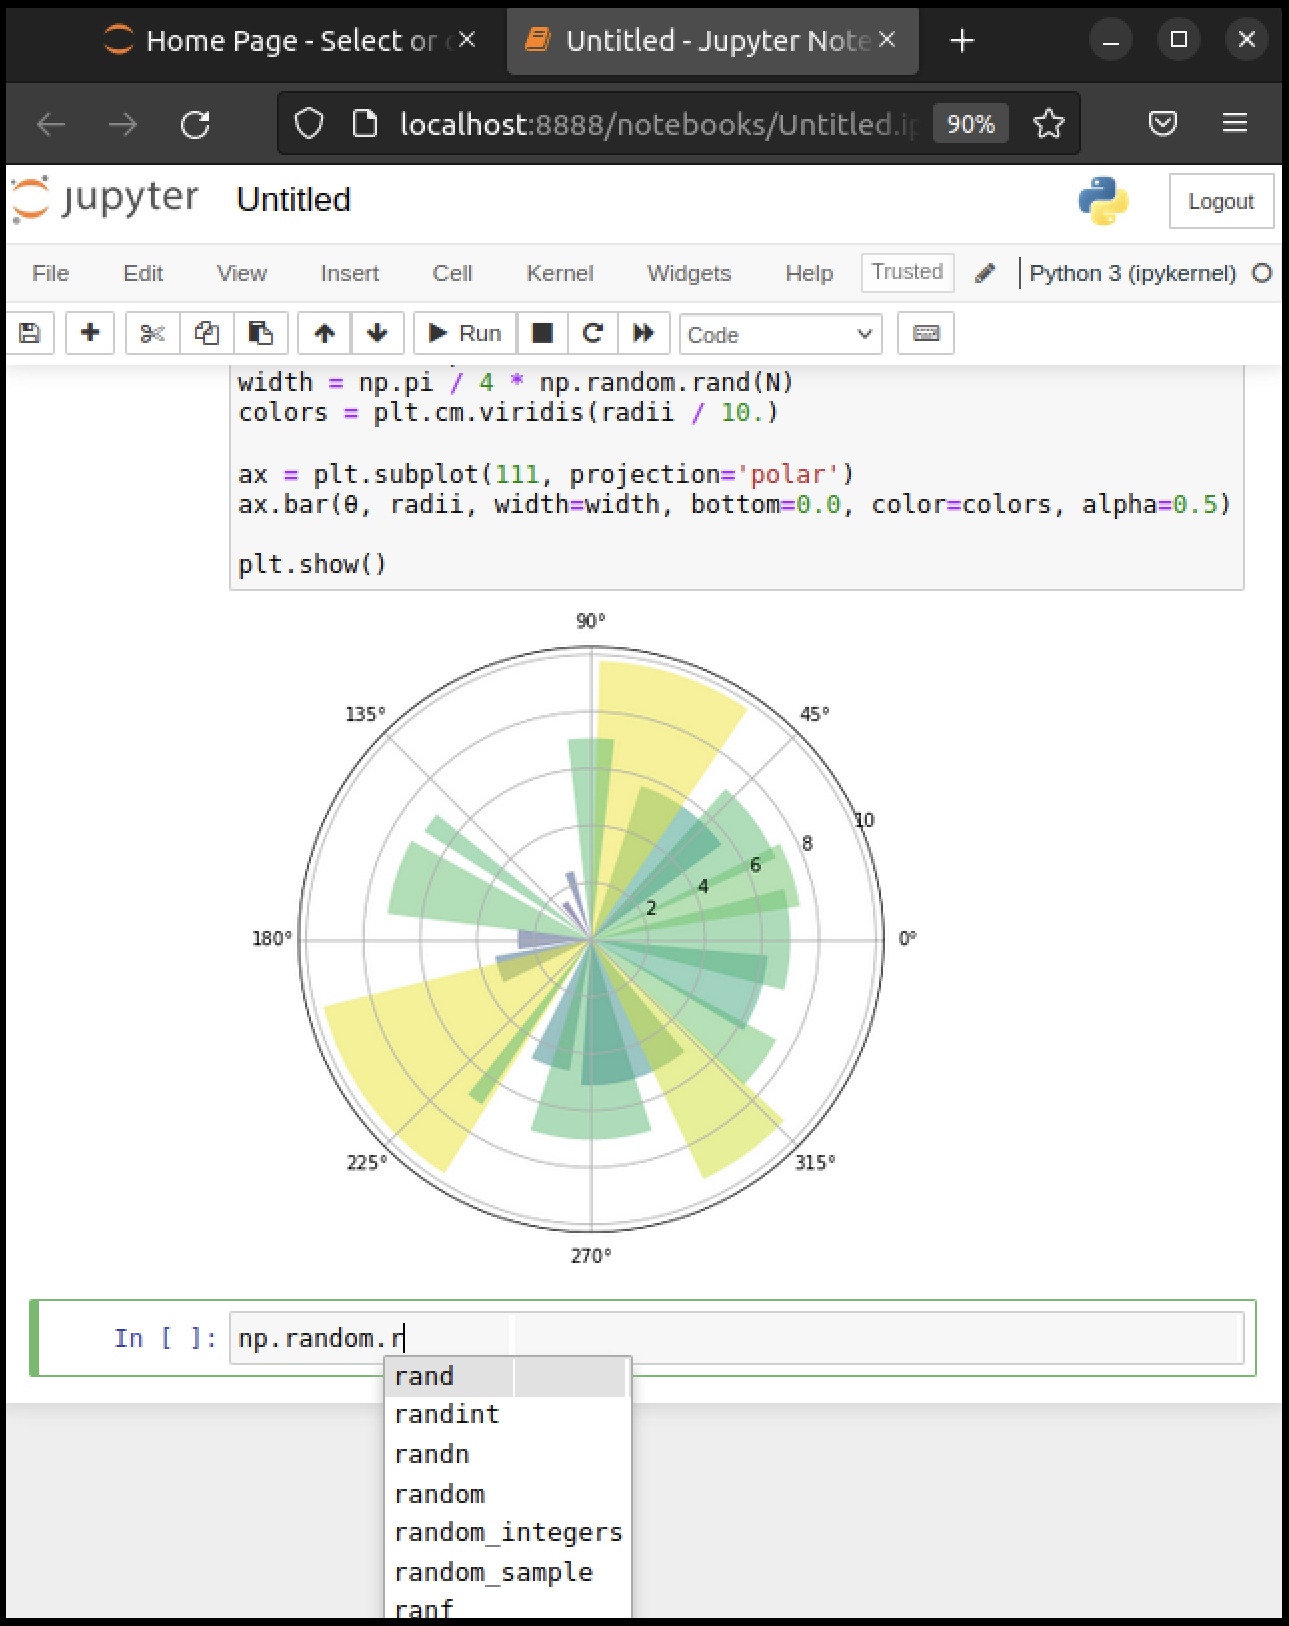 Home Page - Select or c
Untitled - Jupyter Note
localhost:8888/notebooks/Untitled.ip 90%
jupyter Untitled Logout
File Edit View Insert Cell Kernel Widgets Help Trusted Python 3 (ipykernel)
Run Code
width = np.pi / 4 * np.random.rand(N)
colors = plt.cm.viridis(radii / 10.)
ax = plt.subplot(111, projection='polar')
ax.bar(θ, radii, width=width, bottom=0.0, color=colors, alpha=0.5)
plt.show()
90°
135° 45°
10
8
6
4
2
180° 0°
225° 315°
270°
In [ ]: np.random.r
rand
randint
randn
random
random_integers
random_sample
ranf